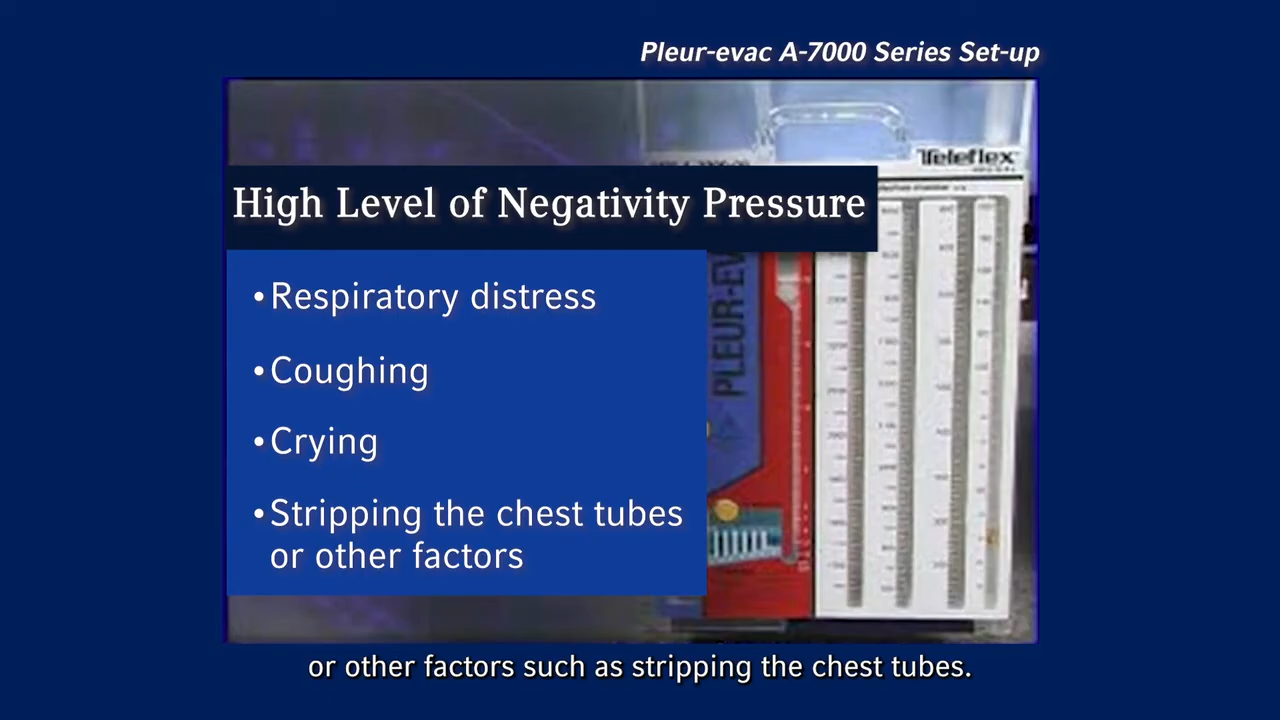 Pleur-evac A-7000 Series Set-up
Teleflex
High Level of Negativity Pressure
PLEUR-EV
•Respiratory distress
•Coughing
•Crying
•Stripping the chest tubes
or other factors
or other factors such as stripping the chest tubes.